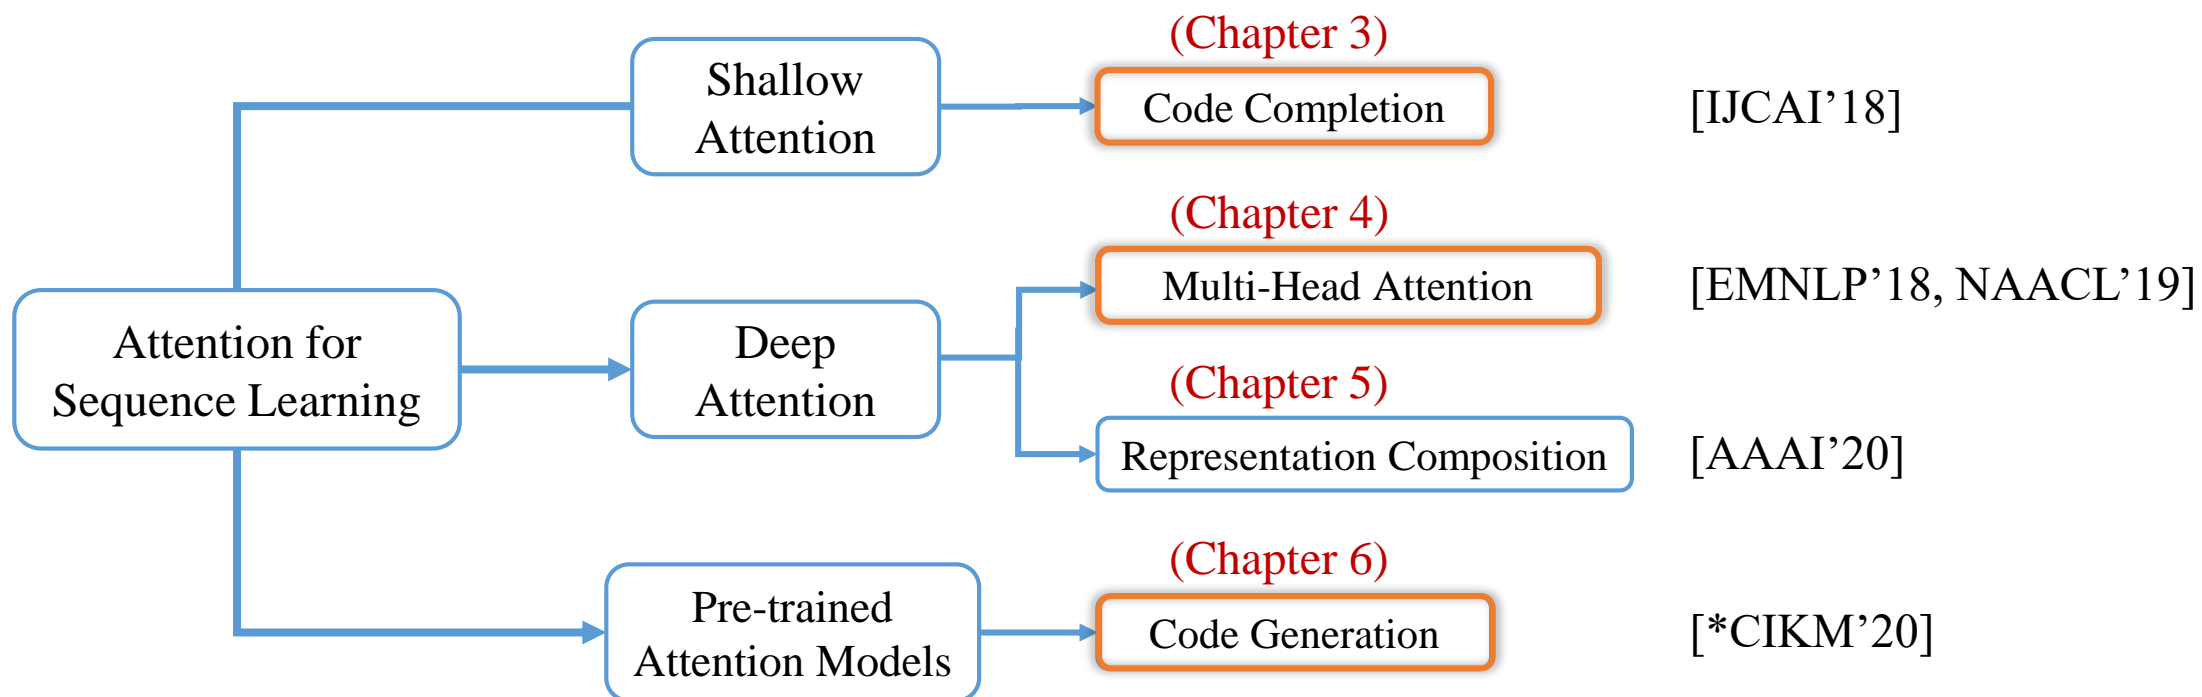 (Chapter 3)
Shallow
Attention
Code Completion
[IJCAI’18]
(Chapter 4)
Multi-Head Attention
[EMNLP’18, NAACL’19]
Attention for
Sequence Learning
Deep
Attention
(Chapter 5)
Representation Composition
[AAAI’20]
(Chapter 6)
Pre-trained
Attention Models
Code Generation
[*CIKM’20]